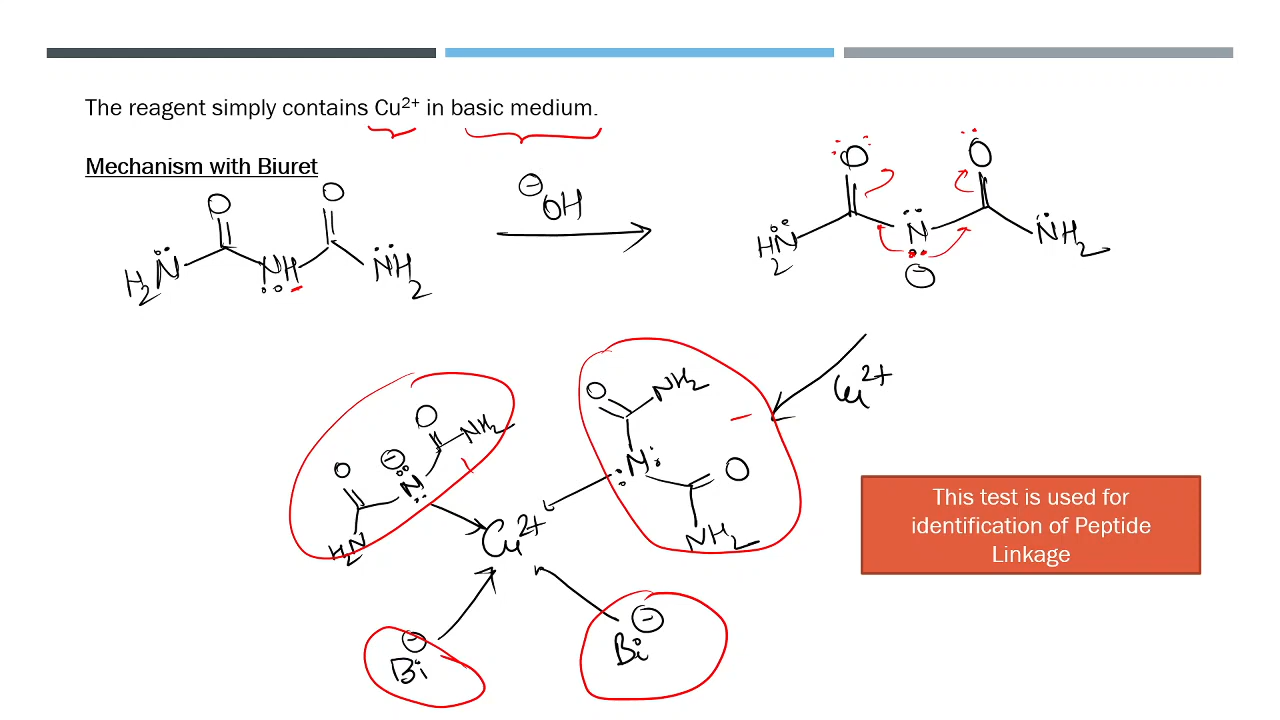 The reagent simply contains Cu²⁺ in basic medium.
Mechanism with Biuret
O O
H₂N NH NH₂
⊖OH
O O
H₂N N NH₂
⊖
Cu²⁺
O NH₂
O NH₂
O ⊖ N
N O
H₂N
NH₂
Cu²⁺
Bi⊖ Bi⊖
This test is used for
identification of Peptide
Linkage